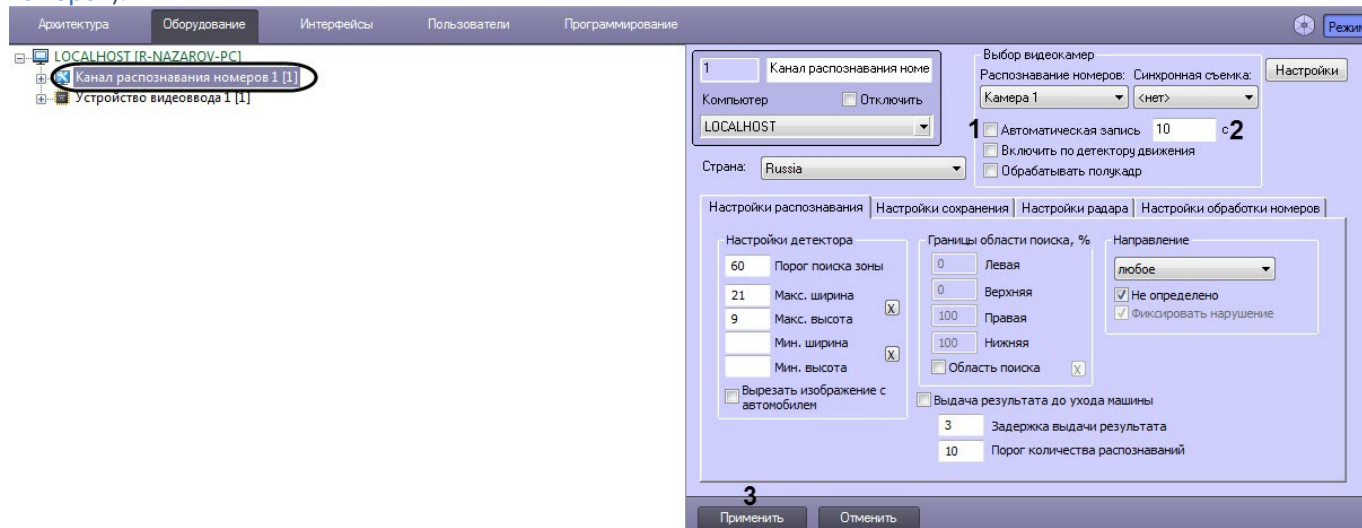 Архитектура Оборудование Интерфейсы Пользователи Программирование Режим
LOCALHOST [R-NAZAROV-PC]
Канал распознавания номеров 1 [1]
Устройство видеоввода 1 [1]
1 Канал распознавания номе
Компьютер Отключить
LOCALHOST
Страна: Russia
Выбор видеокамер
Распознавание номеров: Синхронная съемка:
Камера 1 <нет>
Настройки
1 Автоматическая запись 10 с 2
Включить по детектору движения
Обрабатывать полукадр
Настройки распознавания Настройки сохранения Настройки радара Настройки обработки номеров
Настройки детектора
60 Порог поиска зоны
21 Макс. ширина
9 Макс. высота
X
Мин. ширина
Мин. высота
X
Вырезать изображение с
автомобилем
Границы области поиска, %
0 Левая
0 Верхняя
100 Правая
100 Нижняя
Область поиска X
Направление
любое
Не определено
Фиксировать нарушение
Выдача результата до ухода машины
3 Задержка выдачи результата
10 Порог количества распознаваний
3
Применить Отменить